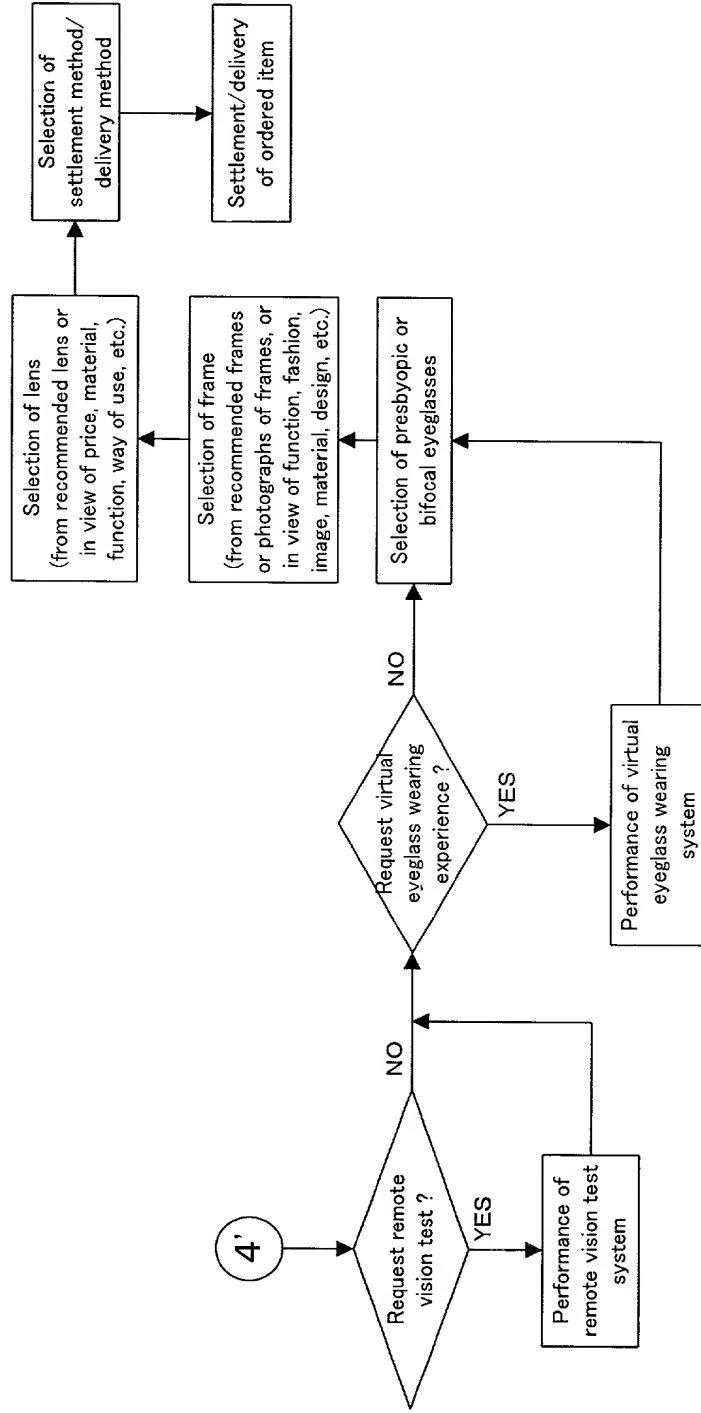 4'
Request remote
vision test ?
YES
NO
Performance of
remote vision test
system
Request virtual
eyeglass wearing
experience ?
YES
NO
Performance of virtual
eyeglass wearing
system
Selection of presbyopic or
bifocal eyeglasses
Selection of frame
(from recommended frames
or photographs of frames, or
in view of function, fashion,
image, material, design, etc.)
Selection of lens
(from recommended lens or
in view of price, material,
function, way of use, etc.)
Selection of
settlement method/
delivery method
Settlement/delivery
of ordered item